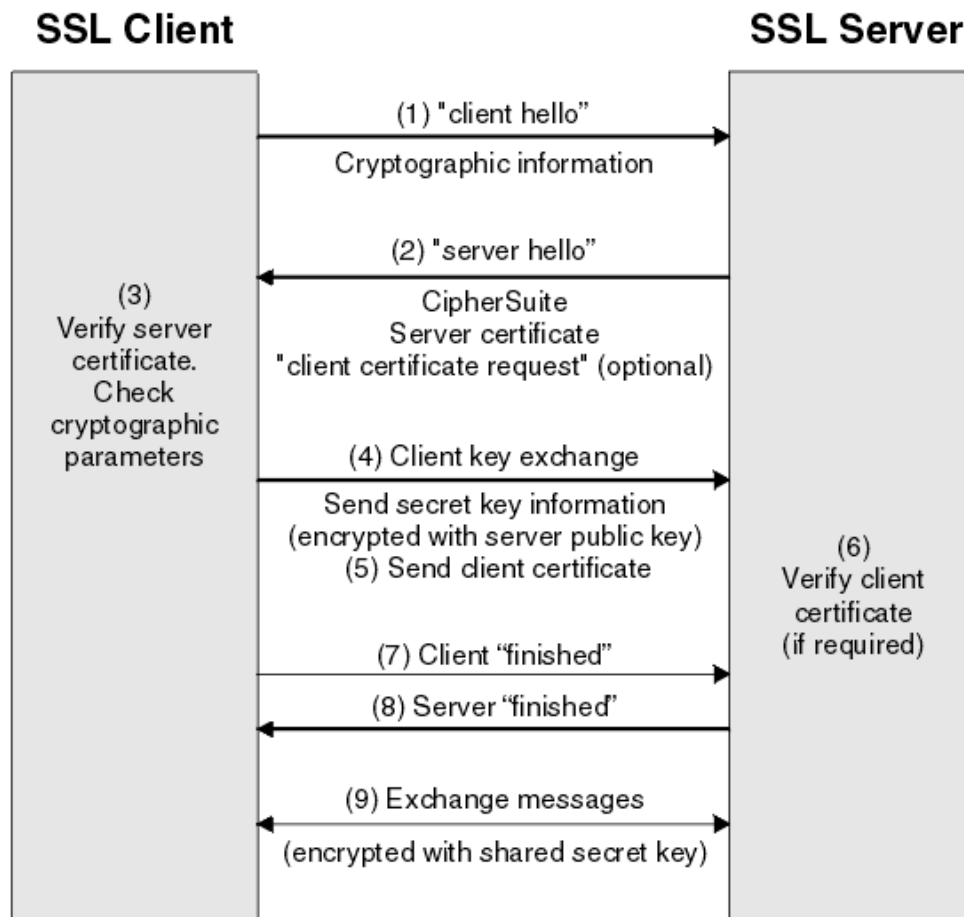 SSL Client
SSL Server
(1) "client hello”
Cryptographic information
(2) "server hello”
CipherSuite
Server certificate
"client certificate request" (optional)
(3)
Verify server
certificate.
Check
cryptographic
parameters
(4) Client key exchange
Send secret key information
(encrypted with server public key)
(5) Send client certificate
(6)
Verify client
certificate
(if required)
(7) Client “finished”
(8) Server “finished”
(9) Exchange messages
(encrypted with shared secret key)